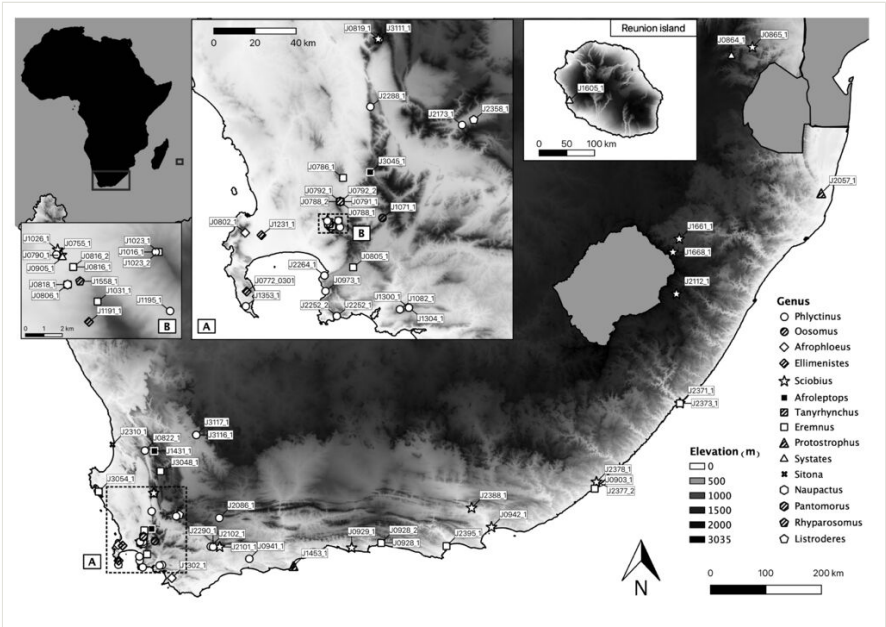 Reunion island
J1605_1
0 50 100 km
0 20 40 km
J0819_1
J3111_1
J2288_1
J2173_1
J2358_1
J3045_1
J0786_1
J0792_1
J0792_2
J0788_2
J0791_1
J0788_1
J1071_1
J0802_1
J1231_1
B
J0805_1
J2264_1
J0772_0301
J0973_1
J1353_1
J1300_1
J1082_1
J2252_2
J2252_1
J1304_1
A
J1026_1
J0755_1
J1023_1
J0790_1
J0816_2
J1016_1
J0905_1
J0816_1
J1023_2
J0818_1
J1558_1
J0806_1
J1031_1
J1195_1
J1191_1
0 1 2 km
B
J0864_1
J0865_1
J2057_1
J1661_1
J1668_1
J2112_1
J2371_1
J2373_1
J2378_1
J0903_1
J2377_2
J2388_1
J0942_1
J2395_1
J0928_2
J0928_1
J0929_1
J1453_1
J0941_1
J2101_1
J2102_1
J2290_1
J2086_1
J1302_1
J3117_1
J3116_1
J2310_1
J0822_1
J1431_1
J3048_1
J3054_1
A
Genus
Phlyctinus
Oosomus
Afrophloeus
Ellimenistes
Sciobius
Afroleptops
Tanyrhynchus
Eremnus
Protostrophus
Systates
Sitona
Naupactus
Pantomorus
Rhyparosomus
Listroderes
Elevation (m)
0
500
1000
1500
2000
3035
N
0 100 200 km